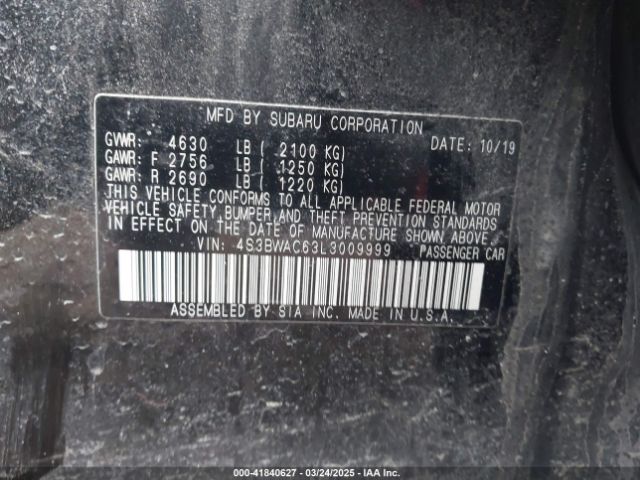 MFD BY SUBARU CORPORATION
GVWR: 4630 LB ( 2100 KG) DATE: 10/19
GAWR: F 2756 LB ( 1250 KG)
GAWR: R 2690 LB ( 1220 KG)
THIS VEHICLE CONFORMS TO ALL APPLICABLE FEDERAL MOTOR
VEHICLE SAFETY, BUMPER, AND THEFT PREVENTION STANDARDS
IN EFFECT ON THE DATE OF MANUFACTURE SHOWN ABOVE.
VIN: 4S3BWAC63L3009999 PASSENGER CAR
ASSEMBLED BY SIA INC. MADE IN U.S.A.
000-41840627 - 03/24/2025 - IAA Inc.